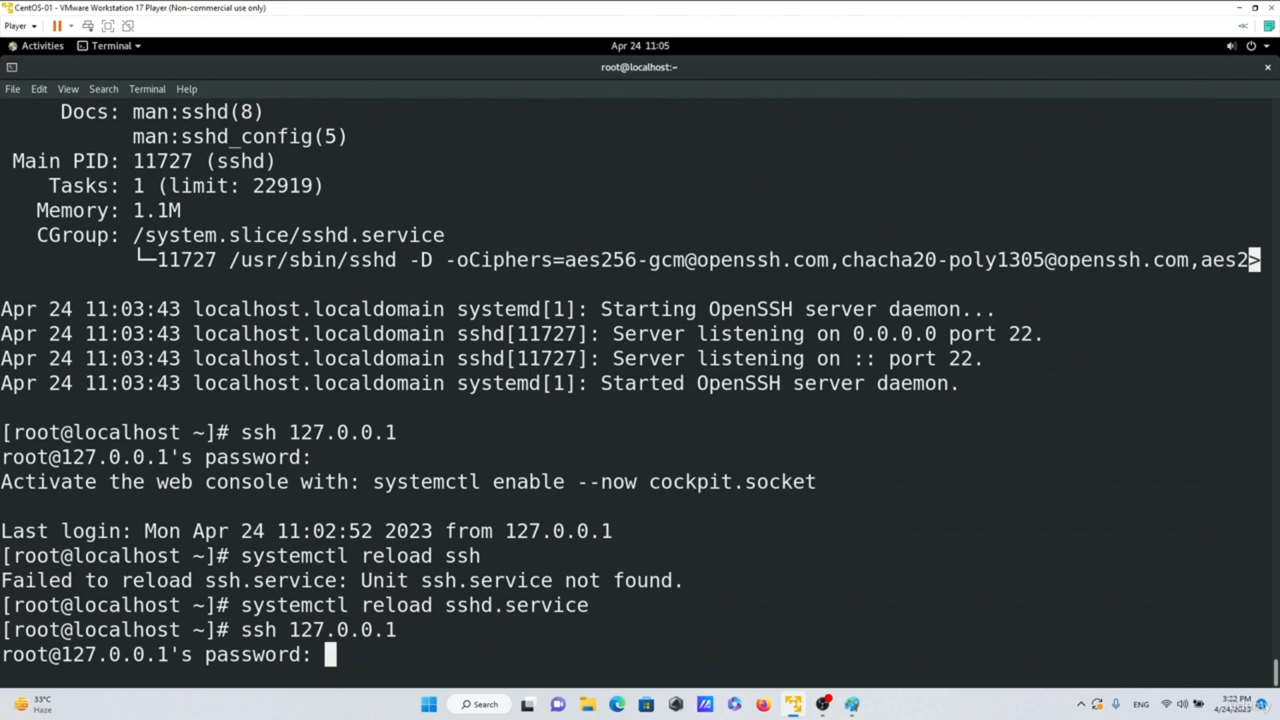 CentOS-01 - VMware Workstation 17 Player (Non-commercial use only)
Player
Activities Terminal Apr 24 11:05
root@localhost:~
File Edit View Search Terminal Help
Docs: man:sshd(8)
man:sshd_config(5)
Main PID: 11727 (sshd)
Tasks: 1 (limit: 22919)
Memory: 1.1M
CGroup: /system.slice/sshd.service
└─11727 /usr/sbin/sshd -D -oCiphers=aes256-gcm@openssh.com,chacha20-poly1305@openssh.com,aes2>
Apr 24 11:03:43 localhost.localdomain systemd[1]: Starting OpenSSH server daemon...
Apr 24 11:03:43 localhost.localdomain sshd[11727]: Server listening on 0.0.0.0 port 22.
Apr 24 11:03:43 localhost.localdomain sshd[11727]: Server listening on :: port 22.
Apr 24 11:03:43 localhost.localdomain systemd[1]: Started OpenSSH server daemon.
[root@localhost ~]# ssh 127.0.0.1
root@127.0.0.1's password:
Activate the web console with: systemctl enable --now cockpit.socket
Last login: Mon Apr 24 11:02:52 2023 from 127.0.0.1
[root@localhost ~]# systemctl reload ssh
Failed to reload ssh.service: Unit ssh.service not found.
[root@localhost ~]# systemctl reload sshd.service
[root@localhost ~]# ssh 127.0.0.1
root@127.0.0.1's password:
33°C
Haze
Search
ENG
3:22 PM
4/24/2023